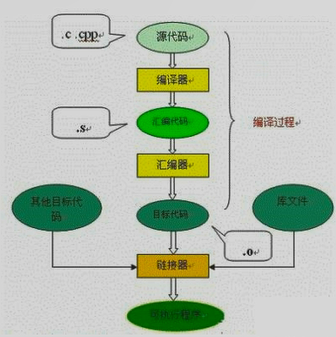 .c .cpp
源代码
编译器
.s
汇编代码
编译过程
汇编器
其他目标代
码
目标代码
库文件
.o
链接器
可执行程序